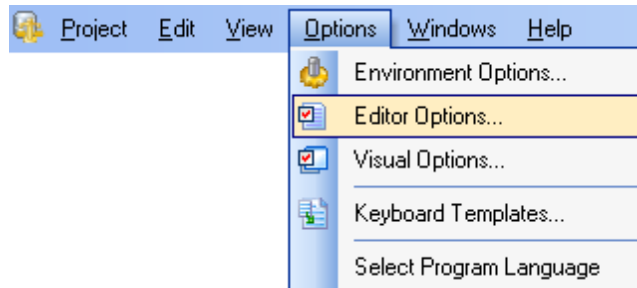 Project Edit View Options Windows Help
Environment Options...
Editor Options...
Visual Options...
Keyboard Templates...
Select Program Language